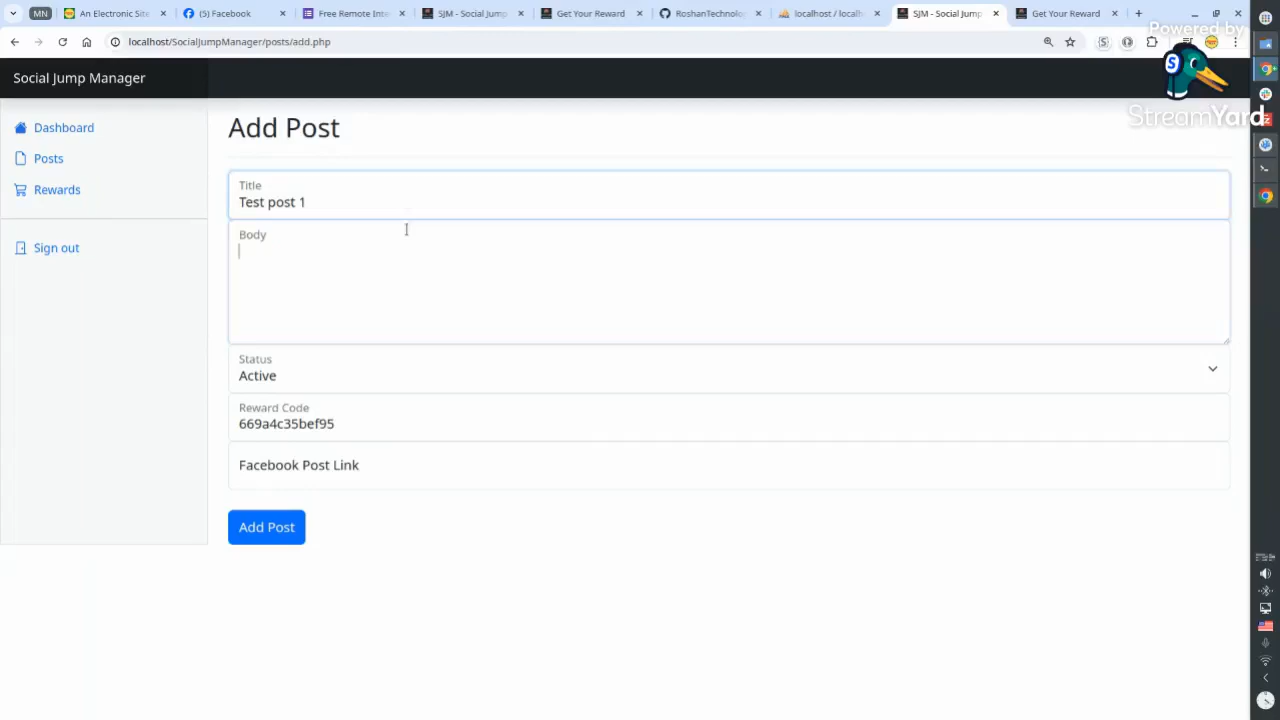 MN
An Electronic Site
(5) Facebook
Free Remote Inte
SJM - Social Jump
Get Your Reward
RoshanTechnolo
localhost / localh
SJM - Social Jump
Get Your Reward
localhost/SocialJumpManager/posts/add.php
Powered by
StreamYard
Social Jump Manager
Dashboard
Posts
Rewards
Sign out
Add Post
Title
Test post 1
Body
Status
Active
Reward Code
669a4c35bef95
Facebook Post Link
Add Post